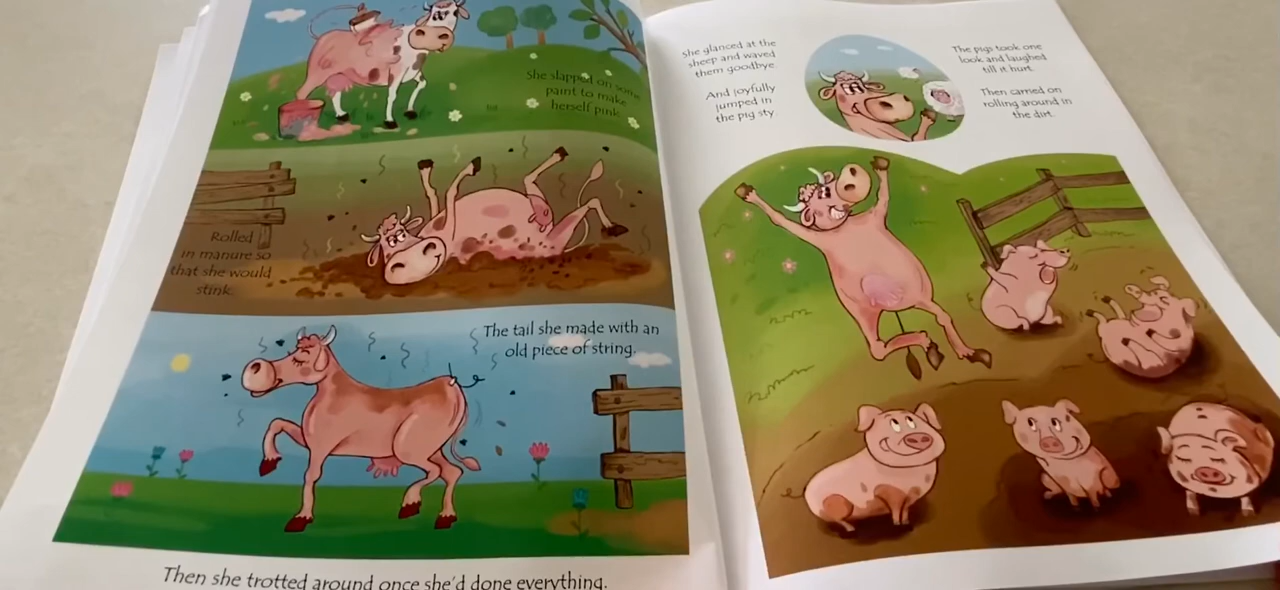 She slapped on some
paint to make
herself pink.
Rolled
in manure so
that she would
stink.
The tail she made with an
old piece of string.
Then she trotted around once she'd done everything.
She glanced at the
sheep and waved
them goodbye.
And joyfully
jumped in
the pig sty.
The pigs took one
look and laughed
till it hurt.
Then carried on
rolling around in
the dirt.